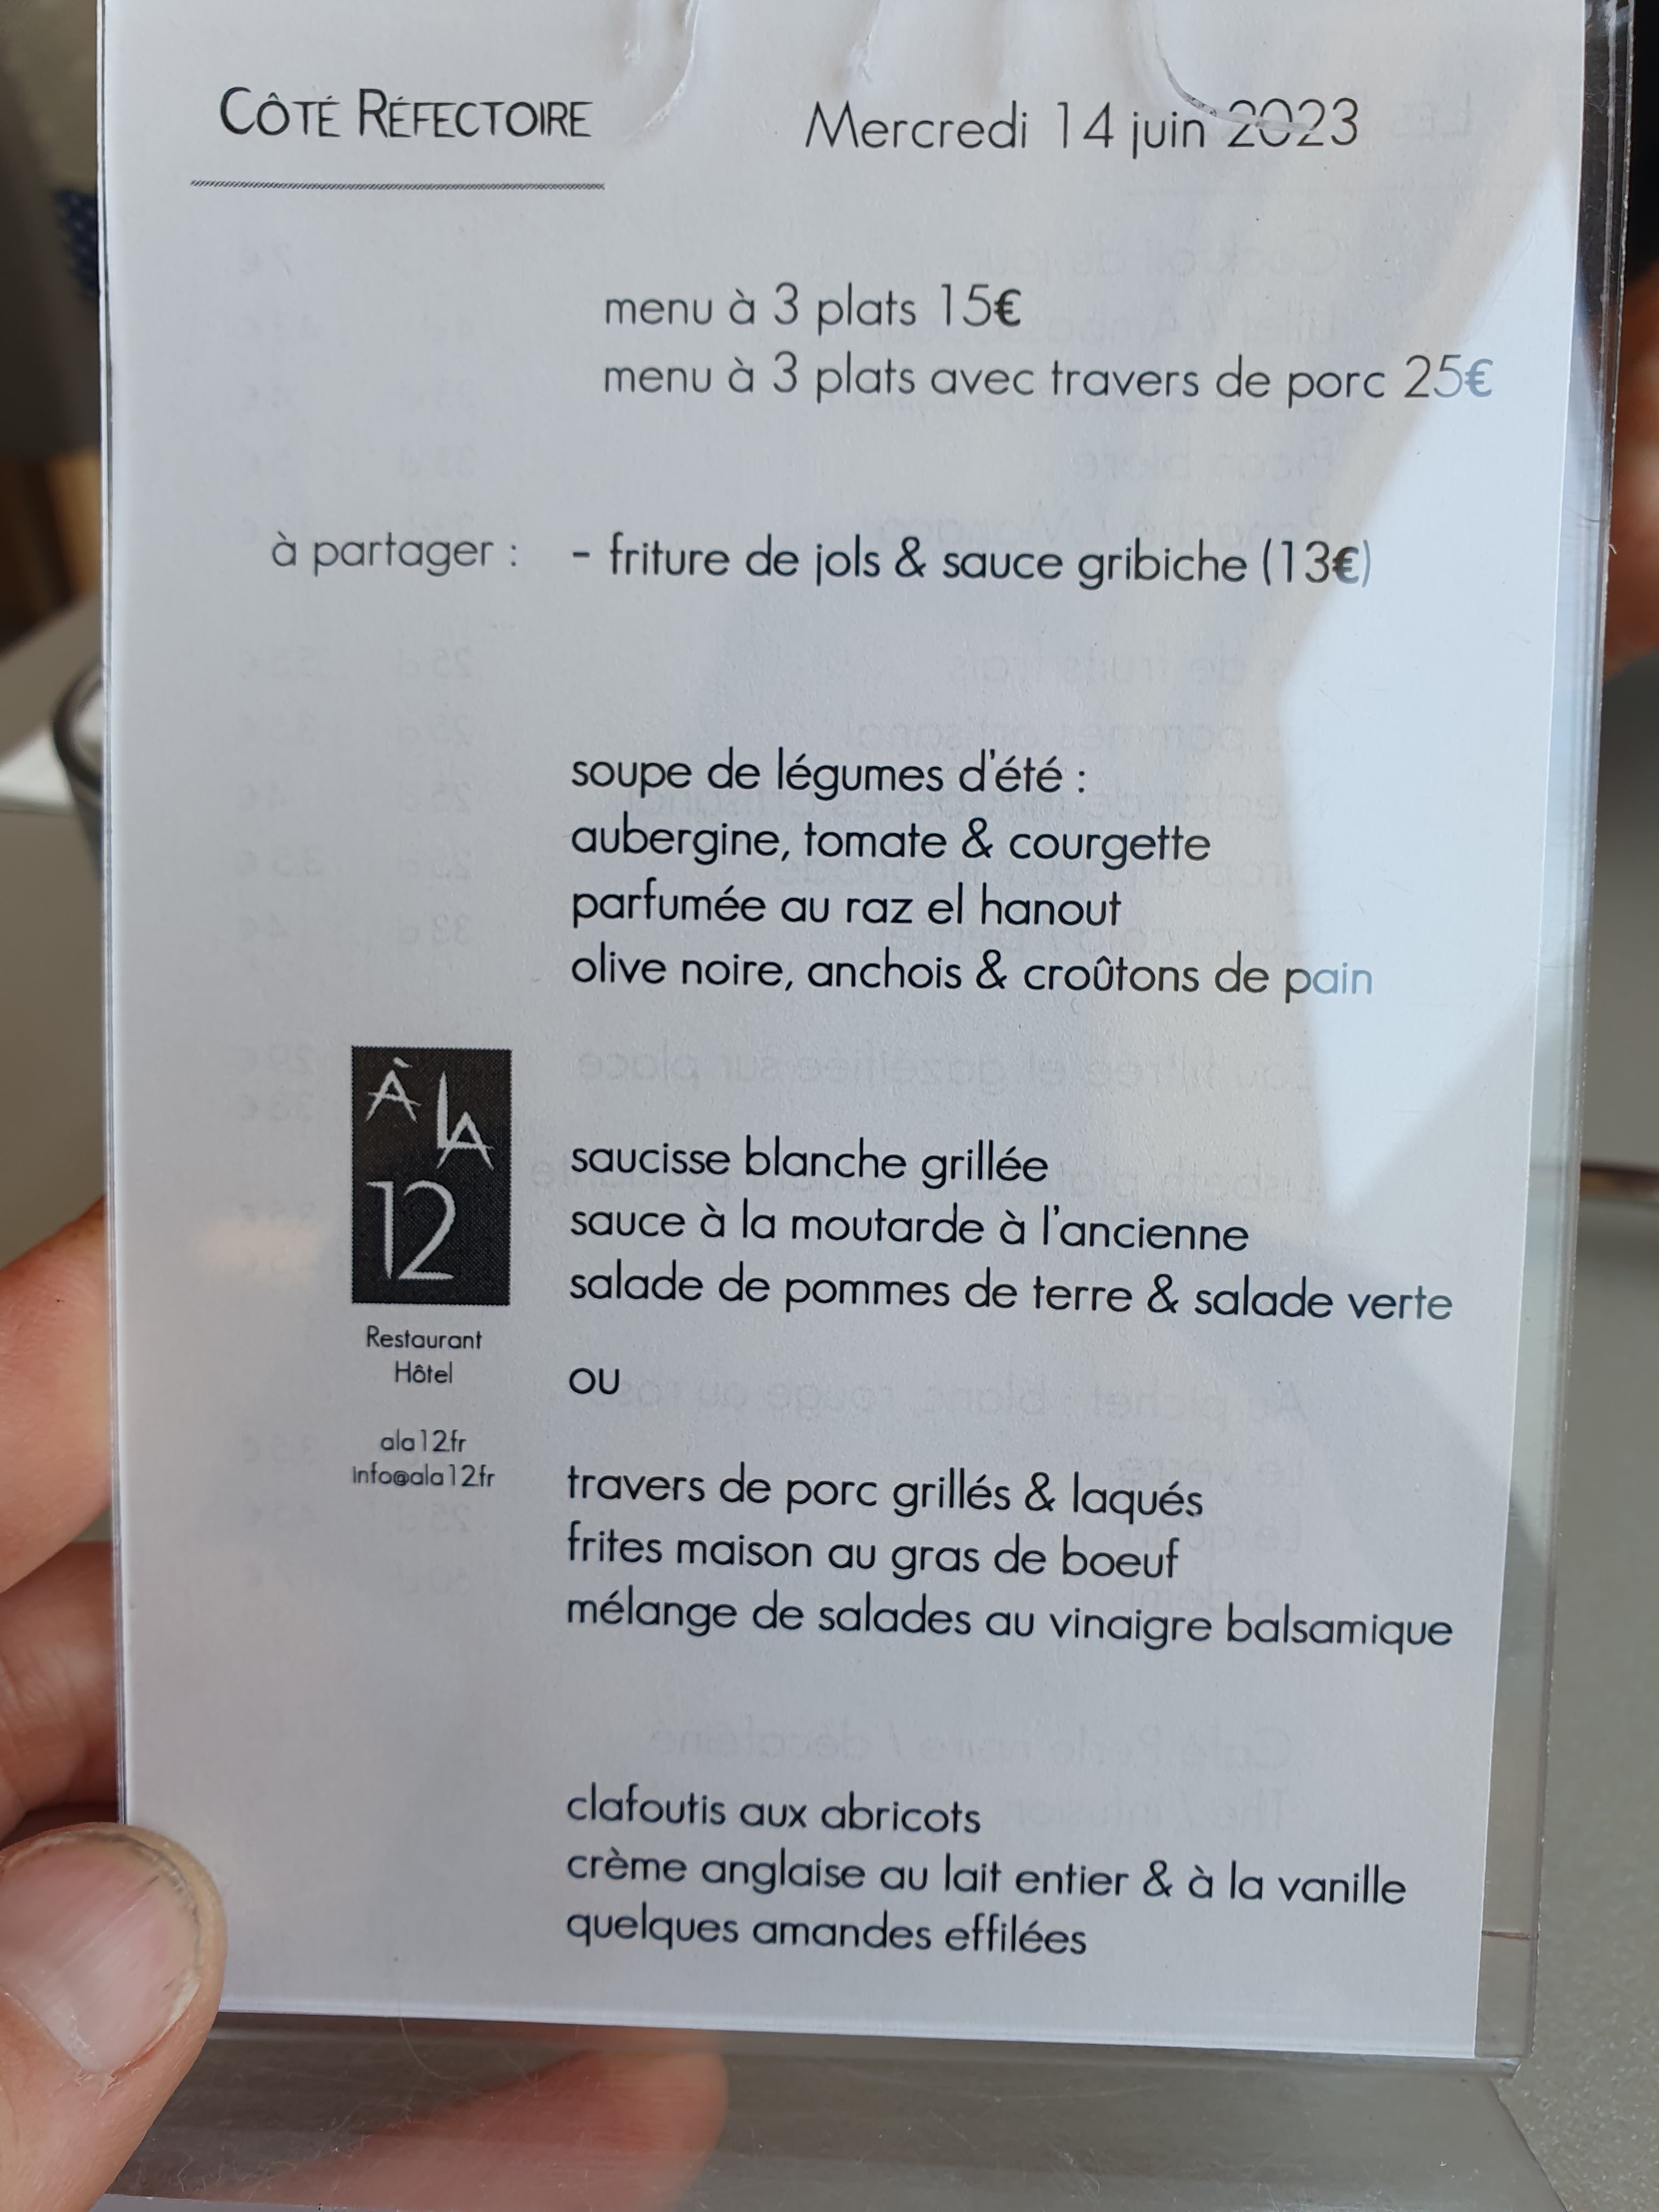 CÔTÉ RÉFECTOIRE
Mercredi 14 juin 2023
menu à 3 plats 15€
menu à 3 plats avec travers de porc 25€
à partager : - friture de jols & sauce gribiche (13€)
soupe de légumes d'été :
aubergine, tomate & courgette
parfumée au raz el hanout
olive noire, anchois & croûtons de pain
À LA
12
Restaurant
Hôtel
ala12.fr
info@ala12.fr
saucisse blanche grillée
sauce à la moutarde à l'ancienne
salade de pommes de terre & salade verte
ou
travers de porc grillés & laqués
frites maison au gras de boeuf
mélange de salades au vinaigre balsamique
clafoutis aux abricots
crème anglaise au lait entier & à la vanille
quelques amandes effilées